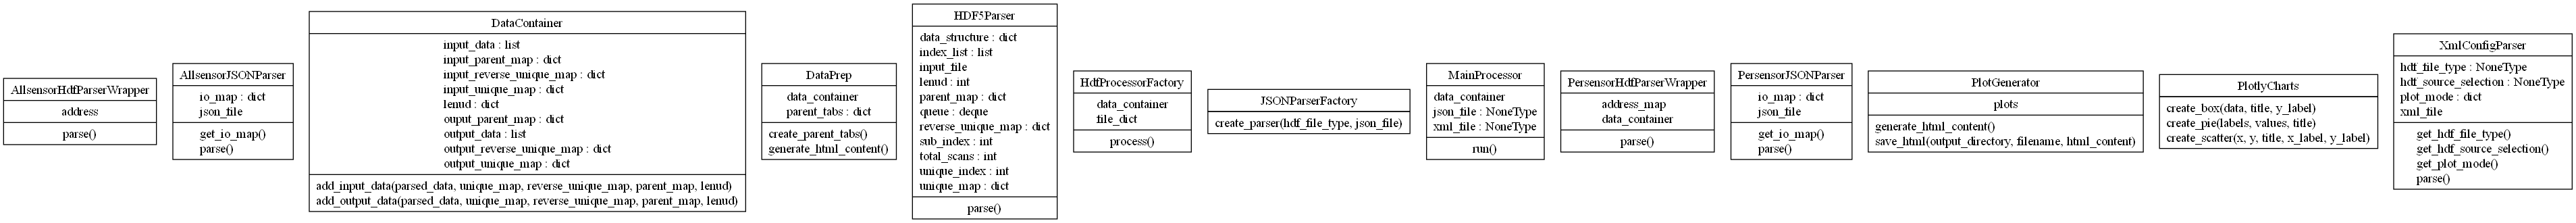 AllsensorHdfParserWrapper
address
parse()
AllsensorJSONParser
io_map : dict
json_file
get_io_map()
parse()
DataContainer
input_data : list
input_parent_map : dict
input_reverse_unique_map : dict
input_unique_map : dict
lenud : dict
ouput_parent_map : dict
output_data : list
output_reverse_unique_map : dict
output_unique_map : dict
add_input_data(parsed_data, unique_map, reverse_unique_map, parent_map, lenud)
add_output_data(parsed_data, unique_map, reverse_unique_map, parent_map, lenud)
DataPrep
data_container
parent_tabs : dict
create_parent_tabs()
generate_html_content()
HDF5Parser
data_structure : dict
index_list : list
input_file
lenud : int
parent_map : dict
queue : deque
reverse_unique_map : dict
sub_index : int
total_scans : int
unique_index : int
unique_map : dict
parse()
HdfProcessorFactory
data_container
file_dict
process()
JSONParserFactory
create_parser(hdf_file_type, json_file)
MainProcessor
data_container
json_file : NoneType
xml_file : NoneType
run()
PersensorHdfParserWrapper
address_map
data_container
parse()
PersensorJSONParser
io_map : dict
json_file
get_io_map()
parse()
PlotGenerator
plots
generate_html_content()
save_html(output_directory, filename, html_content)
PlotlyCharts
create_box(data, title, y_label)
create_pie(labels, values, title)
create_scatter(x, y, title, x_label, y_label)
XmlConfigParser
hdf_file_type : NoneType
hdf_source_selection : NoneType
plot_mode : dict
xml_file
get_hdf_file_type()
get_hdf_source_selection()
get_plot_mode()
parse()